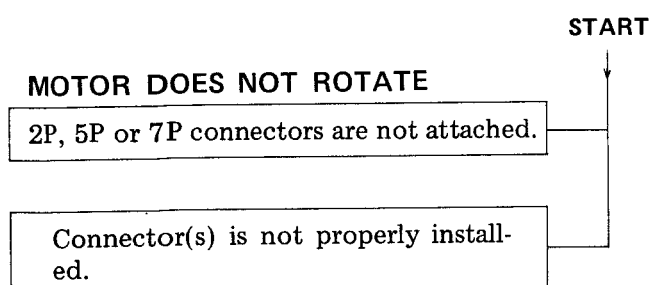 START
MOTOR DOES NOT ROTATE
2P, 5P or 7P connectors are not attached.
Connector(s) is not properly install-
ed.